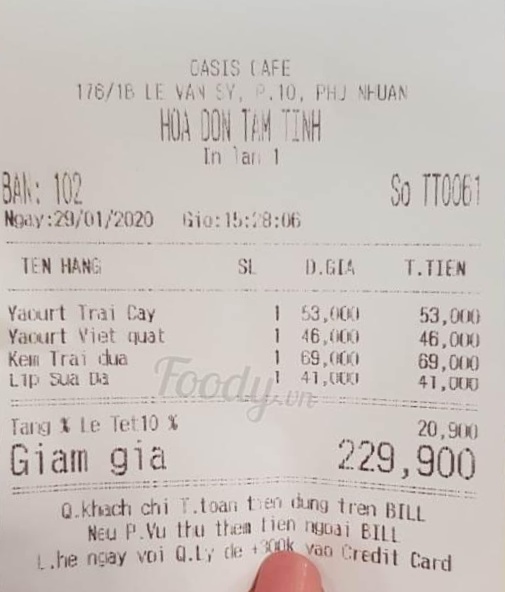 OASIS CAFE
176/1B LE VAN SY, P.10, PHU NHUAN
HOA DON TAM TINH
In lan 1
BAN: 102 So TT0061
Ngay:29/01/2020 Gio:15:28:06
TEN HANG SL D.GIA T.TIEN
Yaourt Trai Cay 1 53,000 53,000
Yaourt Viet quat 1 46,000 46,000
Kem Trai dua 1 69,000 69,000
Lip Sua Da 1 41,000 41,000
Foody.vn
Tang % Le Tet10 % 20,900
Giam gia 229,900
Q.khach chi T.toan tien dung tren BILL
Neu P.Vu thu them tien ngoai BILL
L.he ngay voi Q.Ly de +300k vao Credit Card